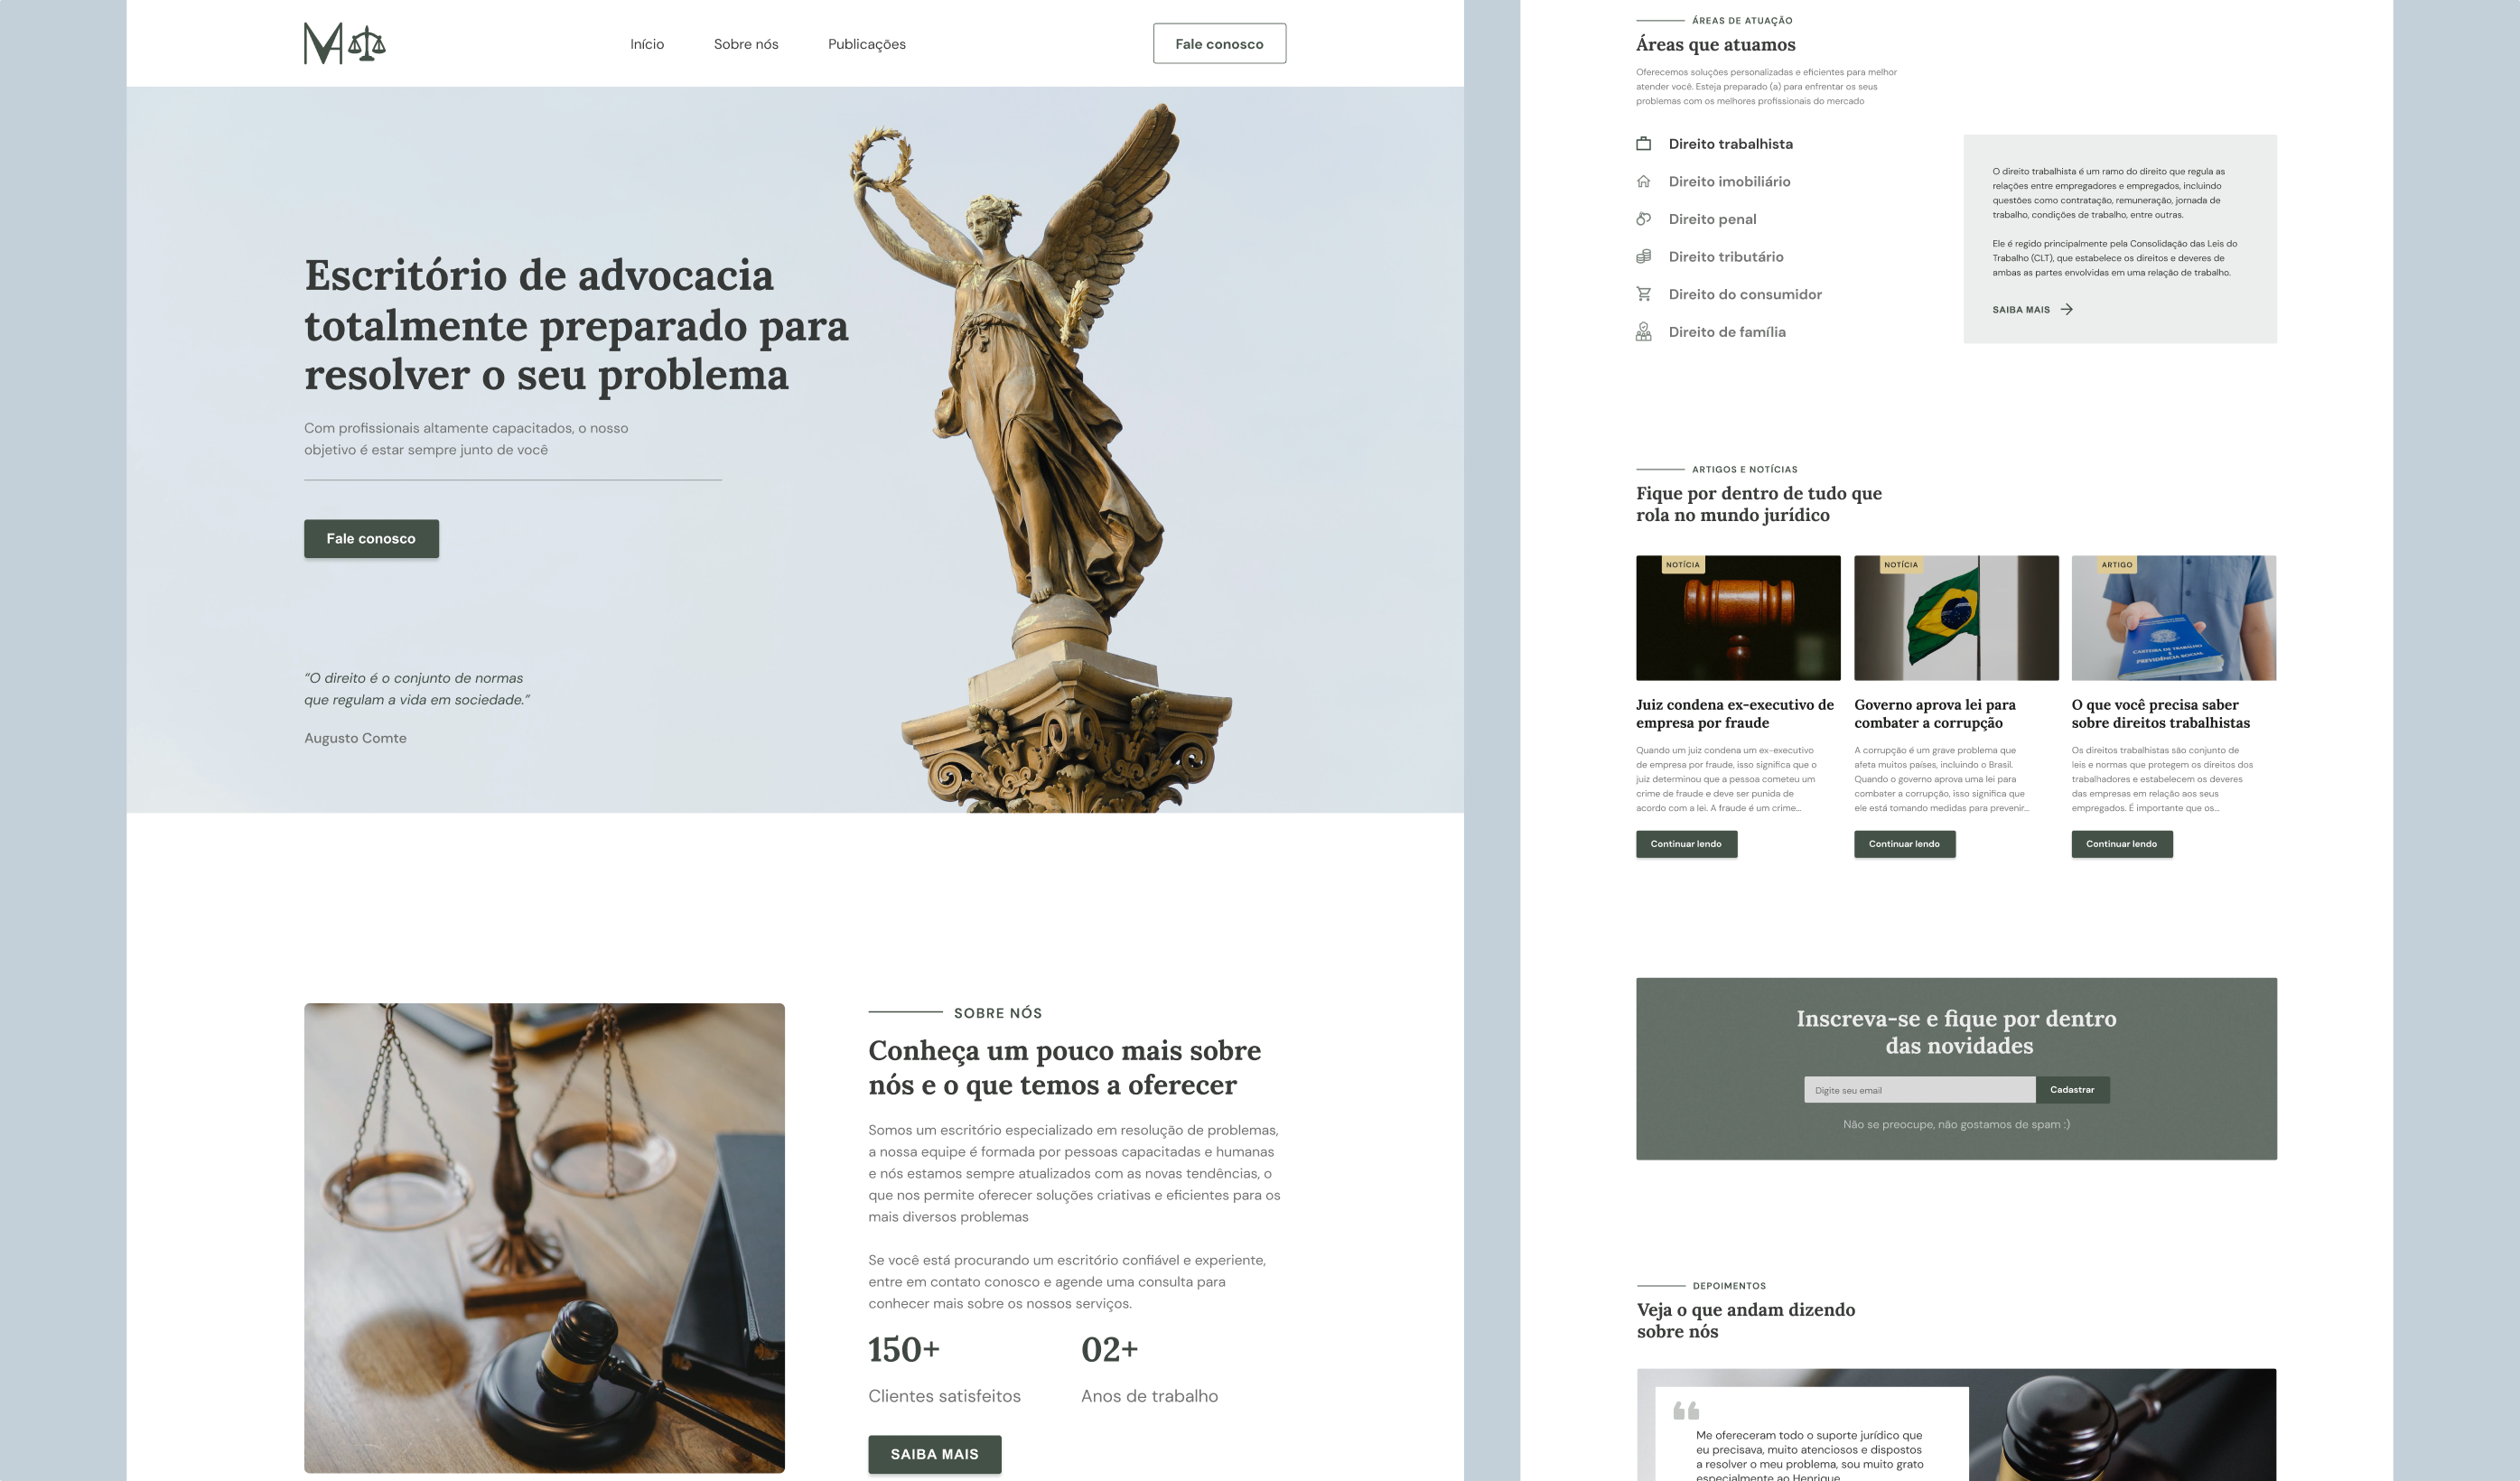 MA
Início
Sobre nós
Publicações
Fale conosco
Escritório de advocacia
totalmente preparado para
resolver o seu problema
Com profissionais altamente capacitados, o nosso
objetivo é estar sempre junto de você
Fale conosco
“O direito é o conjunto de normas
que regulam a vida em sociedade.”
Augusto Comte
SOBRE NÓS
Conheça um pouco mais sobre
nós e o que temos a oferecer
Somos um escritório especializado em resolução de problemas,
a nossa equipe é formada por pessoas capacitadas e humanas
e nós estamos sempre atualizados com as novas tendências, o
que nos permite oferecer soluções criativas e eficientes para os
mais diversos problemas
Se você está procurando um escritório confiável e experiente,
entre em contato conosco e agende uma consulta para
conhecer mais sobre os nossos serviços.
150+
Clientes satisfeitos
02+
Anos de trabalho
SAIBA MAIS
ÁREAS DE ATUAÇÃO
Áreas que atuamos
Oferecemos soluções personalizadas e eficientes para melhor
atender você. Esteja preparado (a) para enfrentar os seus
problemas com os melhores profissionais do mercado
Direito trabalhista
Direito imobiliário
Direito penal
Direito tributário
Direito do consumidor
Direito de família
O direito trabalhista é um ramo do direito que regula as
relações entre empregadores e empregados, incluindo
questões como contratação, remuneração, jornada de
trabalho, condições de trabalho, entre outras.
Ele é regido principalmente pela Consolidação das Leis do
Trabalho (CLT), que estabelece os direitos e deveres de
ambas as partes envolvidas em uma relação de trabalho.
SAIBA MAIS
ARTIGOS E NOTÍCIAS
Fique por dentro de tudo que
rola no mundo jurídico
NOTÍCIA
Juiz condena ex-executivo de
empresa por fraude
Quando um juiz condena um ex-executivo
de empresa por fraude, isso significa que o
juiz determinou que a pessoa cometeu um
crime de fraude e deve ser punida de
acordo com a lei. A fraude é um crime...
Continuar lendo
NOTÍCIA
Governo aprova lei para
combater a corrupção
A corrupção é um grave problema que
afeta muitos países, incluindo o Brasil.
Quando o governo aprova uma lei para
combater a corrupção, isso significa que
ele está tomando medidas para prevenir...
Continuar lendo
ARTIGO
CARTEIRA DE TRABALHO
E
PREVIDÊNCIA SOCIAL
O que você precisa saber
sobre direitos trabalhistas
Os direitos trabalhistas são conjunto de
leis e normas que protegem os direitos dos
trabalhadores e estabelecem os deveres
das empresas em relação aos seus
empregados. É importante que os...
Continuar lendo
Inscreva-se e fique por dentro
das novidades
Digite seu email
Cadastrar
Não se preocupe, não gostamos de spam :)
DEPOIMENTOS
Veja o que andam dizendo
sobre nós
Me ofereceram todo o suporte jurídico que
eu precisava, muito atenciosos e dispostos
a resolver o meu problema, sou muito grato
especialmente ao Henrique